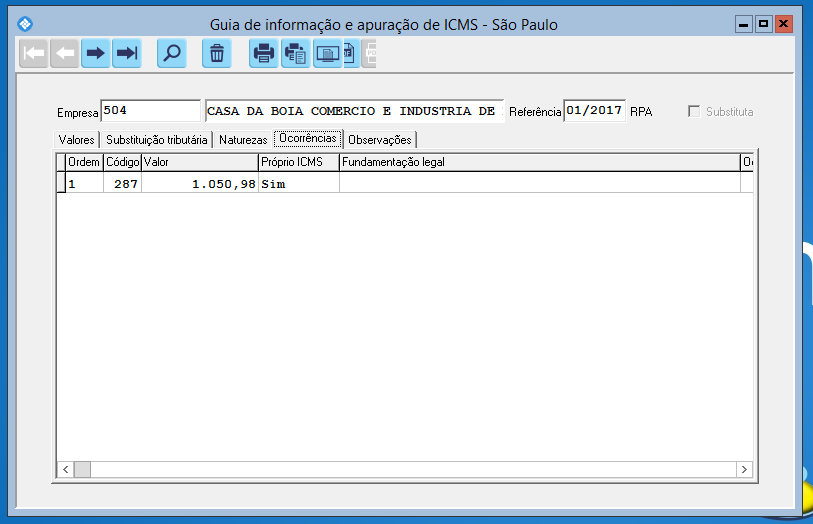 Guia de informação e apuração de ICMS - São Paulo
Empresa 504 CASA DA BOIA COMERCIO E INDUSTRIA DE Referência 01/2017 RPA Substituta
Valores Substituição tributária Naturezas Ocorrências Observações
Ordem Código Valor Próprio ICMS Fundamentação legal
1 287 1.050,98 Sim